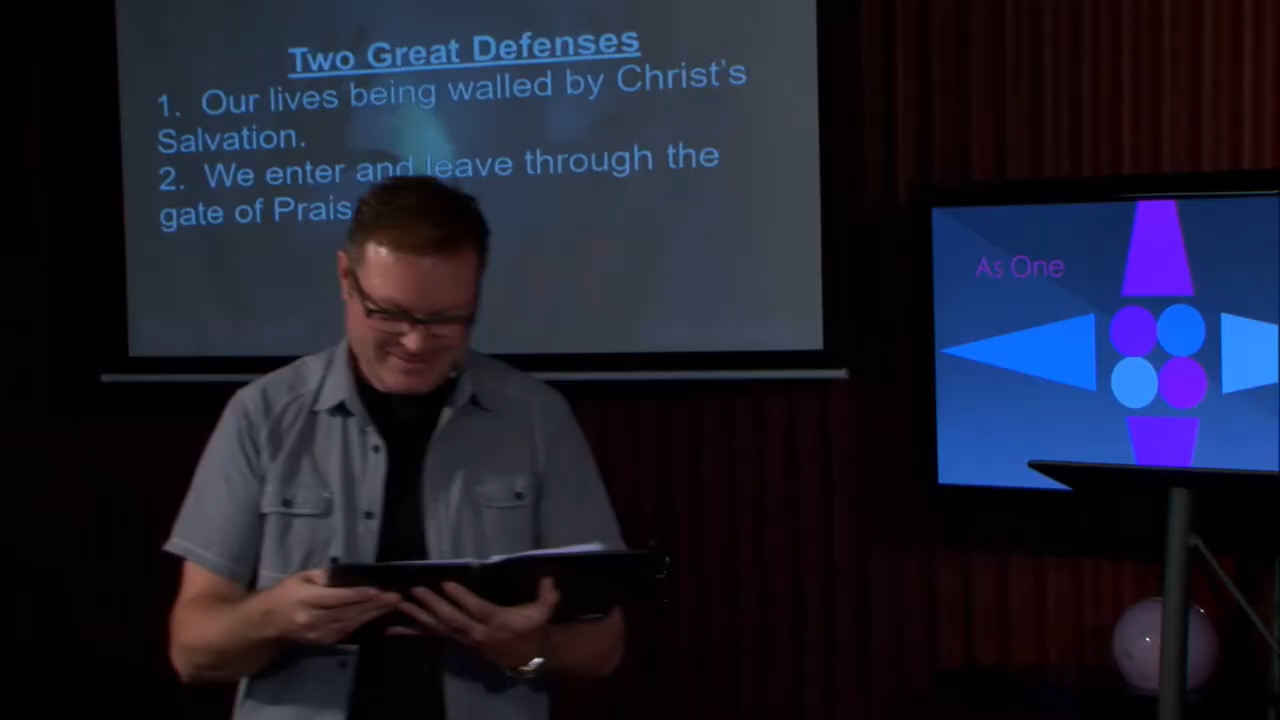 Two Great Defenses
1. Our lives being walled by Christ's
Salvation.
2. We enter and leave through the
gate of Prais
As One